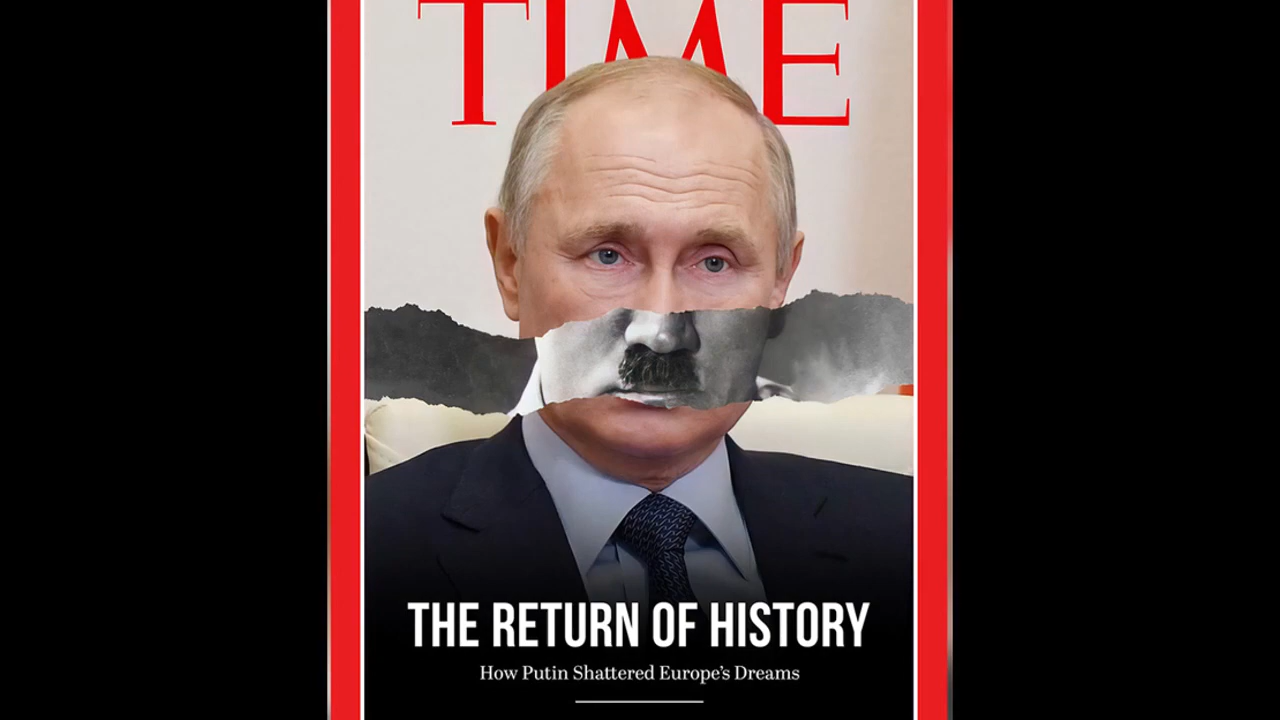 TIME
THE RETURN OF HISTORY
How Putin Shattered Europe's Dreams